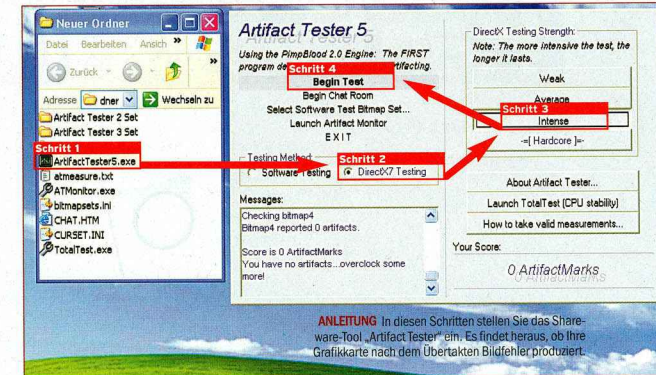 Neuer Ordner
Datei Bearbeiten Ansicht »
Zurück »
Adresse dner Wechseln zu
Artifact Tester 2 Set
Artifact Tester 3 Set
Schritt 1
ArtifactTester5.exe
atmeasure.txt
ATMonitor.exe
bitmapsets.ini
CHAT.HTM
CURSET.INI
TotalTest.exe
Artifact Tester 5
Using the PimpBlood 2.0 Engine: The FIRST
program de artifacting.
Schritt 4
Begin Test
Begin Chat Room
Select Software Test Bitmap Set...
Launch Artifact Monitor
EXIT
Testing Method
Schritt 2
Software Testing DirectX7 Testing
Messages:
Checking bitmap4
Bitmap4 reported 0 artifacts.
Score is 0 ArtifactMarks
You have no artifacts...overclock some
more!
DirectX Testing Strength:
Note: The more intensive the test, the
longer it lasts.
Weak
Average
Schritt 3
Intense
-=[ Hardcore ]=-
About Artifact Tester...
Launch TotalTest (CPU stability)
How to take valid measurements...
Your Score:
0 ArtifactMarks
ANLEITUNG In diesen Schritten stellen Sie das Share-
ware-Tool „Artifact Tester“ ein. Es findet heraus, ob Ihre
Grafikkarte nach dem Übertakten Bildfehler produziert.